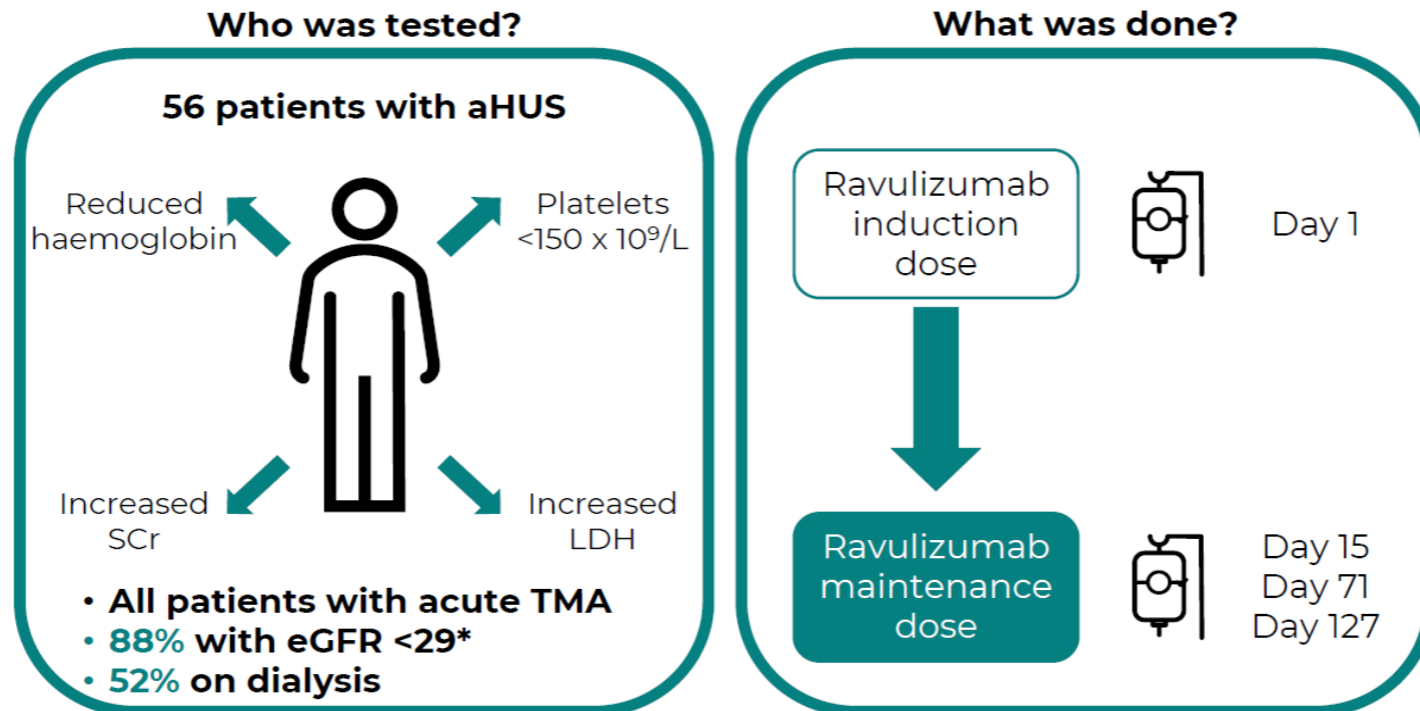 Who was tested?
56 patients with aHUS
Reduced
haemoglobin
Platelets
<150 x 10⁹/L
Increased
SCr
Increased
LDH
• All patients with acute TMA
• 88% with eGFR <29*
• 52% on dialysis
What was done?
Ravulizumab
induction
dose
Day 1
Ravulizumab
maintenance
dose
Day 15
Day 71
Day 127